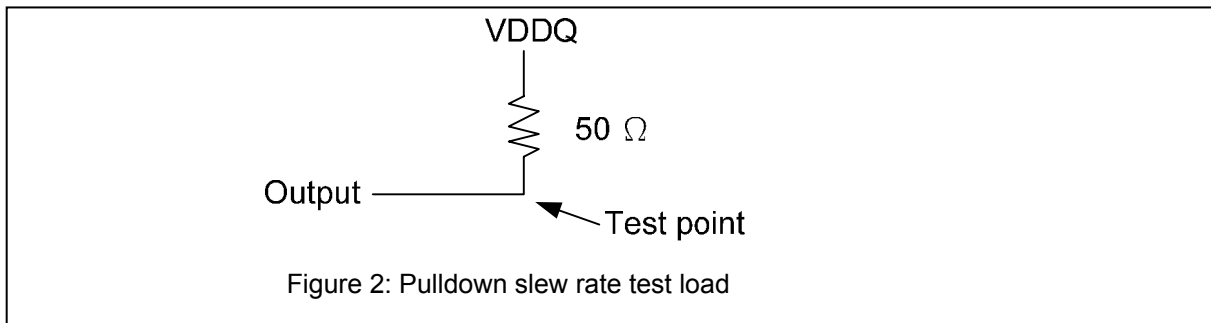 VDDQ
50 Ω
Output
Test point
Figure 2: Pulldown slew rate test load